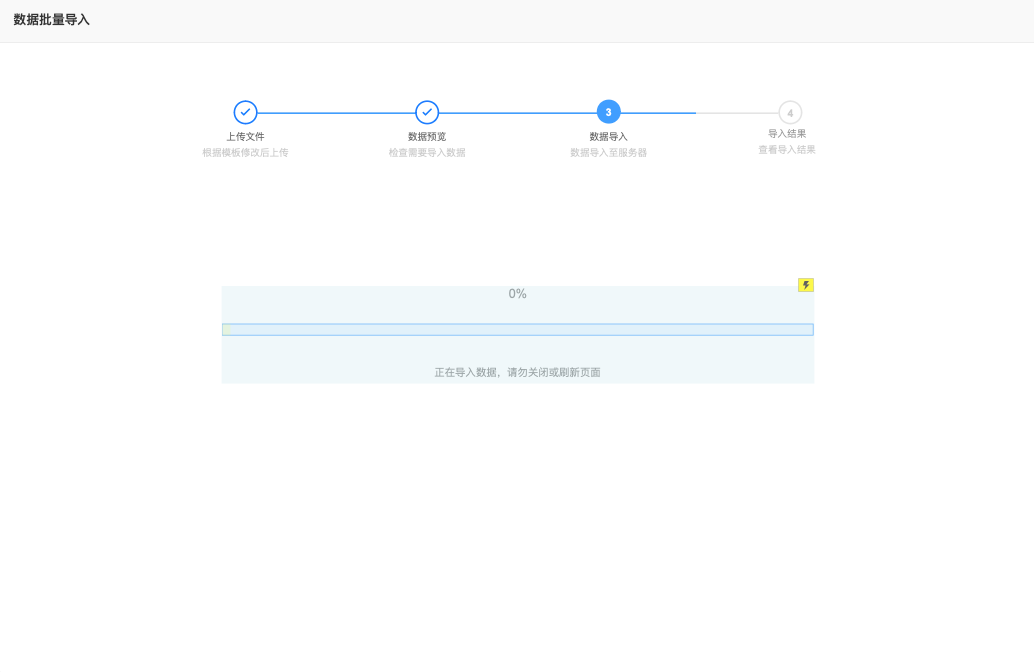 数据批量导入
3
4
上传文件
数据预览
数据导入
导入结果
根据模板修改后上传
检查需要导入数据
数据导入至服务器
查看导入结果
0%
正在导入数据，请勿关闭或刷新页面